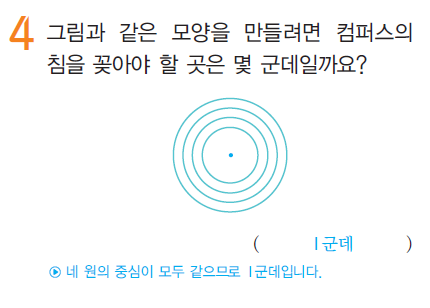 4 그림과 같은 모양을 만들려면 컴퍼스의
침을 꽂아야 할 곳은 몇 군데일까요?
( 1군데 )
네 원의 중심이 모두 같으므로 1군데입니다.